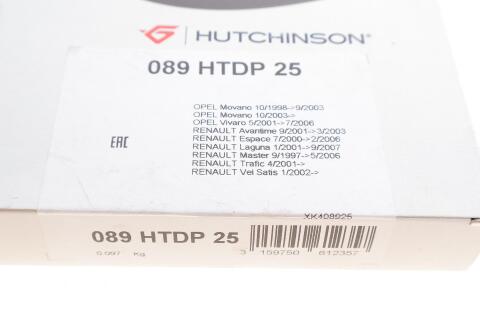 HUTCHINSON®
089 HTDP 25
OPEL Movano 10/1998->9/2003
OPEL Movano 10/2003->
OPEL Vivaro 5/2001->7/2006
RENAULT Avantime 9/2001->3/2003
RENAULT Espace 7/2000->2/2006
RENAULT Laguna 1/2001->9/2007
RENAULT Master 9/1997->5/2006
RENAULT Trafic 4/2001->
RENAULT Vel Satis 1/2002->
EAC
XK408925
089 HTDP 25
0.097 Kg
3 159750 612357